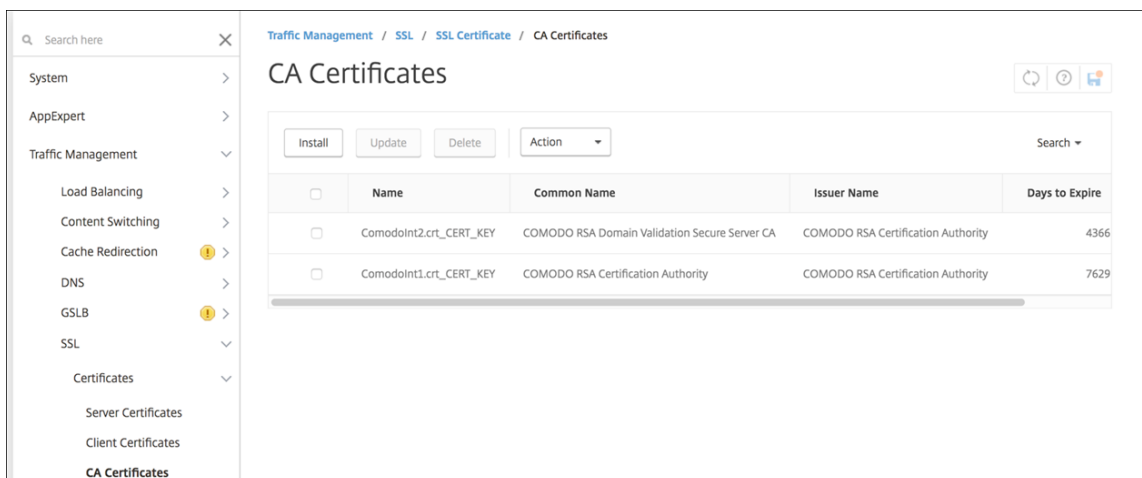 Search here
System
AppExpert
Traffic Management
Load Balancing
Content Switching
Cache Redirection
DNS
GSLB
SSL
Certificates
Server Certificates
Client Certificates
CA Certificates
Traffic Management / SSL / SSL Certificate / CA Certificates
CA Certificates
Install Update Delete Action Search
Name Common Name Issuer Name Days to Expire
ComodoInt2.crt_CERT_KEY COMODO RSA Domain Validation Secure Server CA COMODO RSA Certification Authority 4366
ComodoInt1.crt_CERT_KEY COMODO RSA Certification Authority COMODO RSA Certification Authority 7629